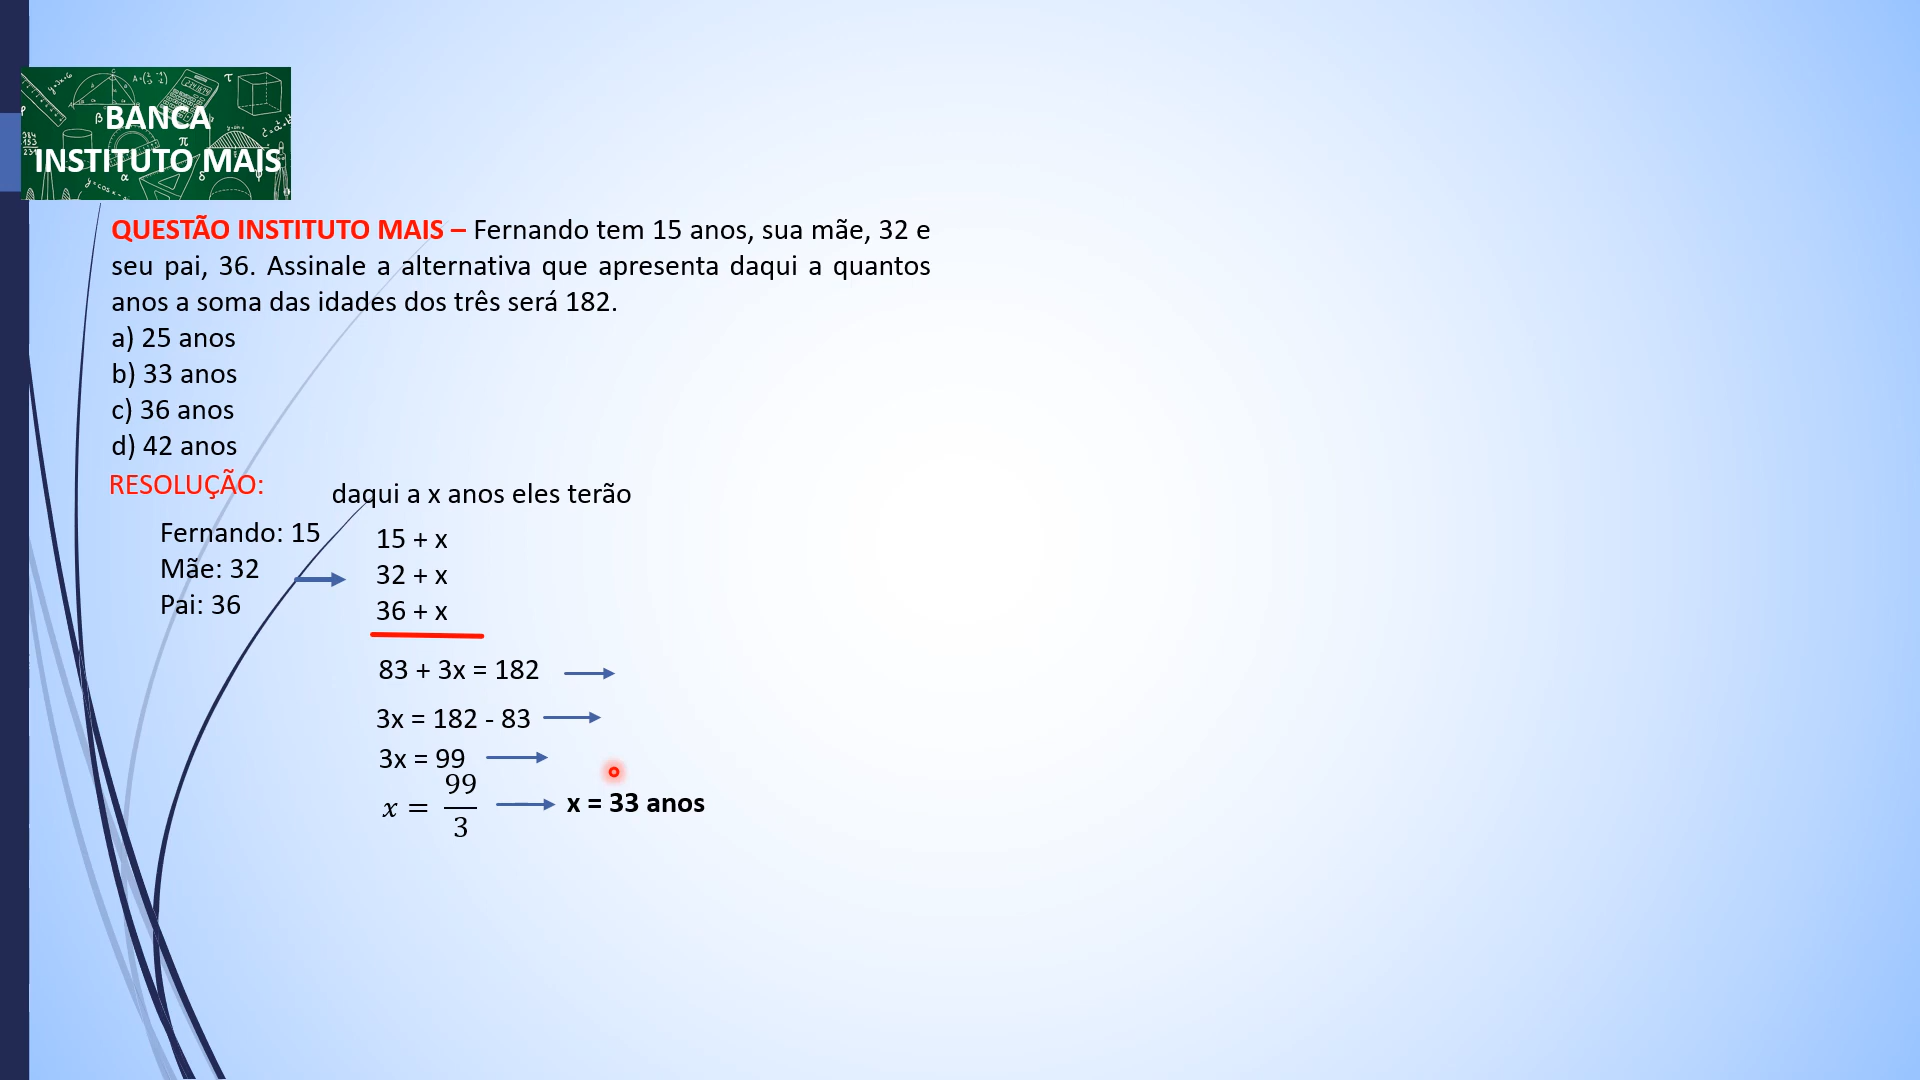 BANCA
INSTITUTO MAIS
QUESTÃO INSTITUTO MAIS – Fernando tem 15 anos, sua mãe, 32 e
seu pai, 36. Assinale a alternativa que apresenta daqui a quantos
anos a soma das idades dos três será 182.
a) 25 anos
b) 33 anos
c) 36 anos
d) 42 anos
RESOLUÇÃO:
daqui a x anos eles terão
Fernando: 15
Mãe: 32
Pai: 36
15 + x
32 + x
36 + x
83 + 3x = 182
3x = 182 - 83
3x = 99
x = 99/3
x = 33 anos